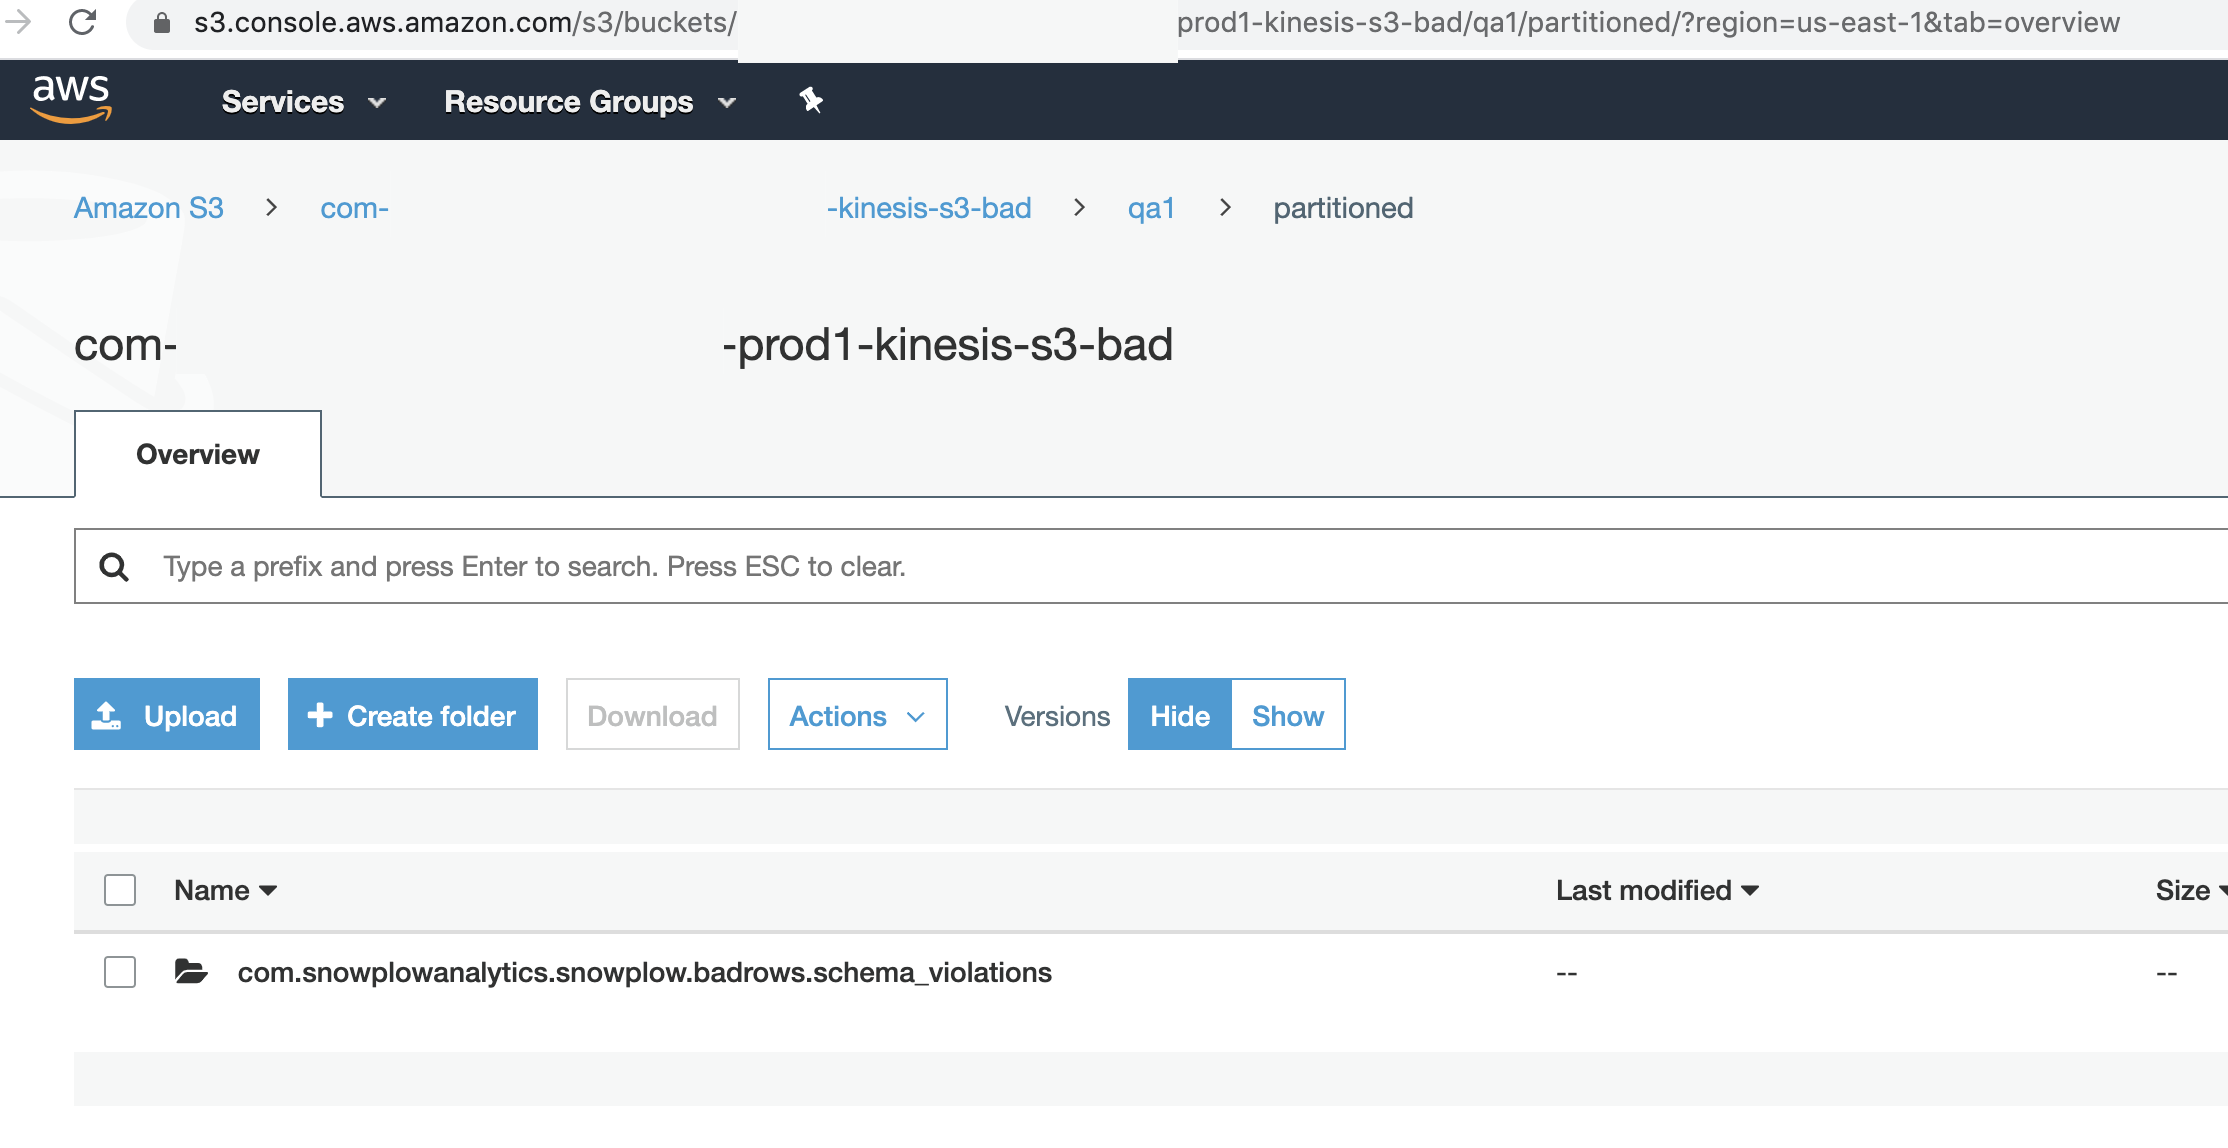 s3.console.aws.amazon.com/s3/buckets/ prod1-kinesis-s3-bad/qa1/partitioned/?region=us-east-1&tab=overview
aws Services Resource Groups
Amazon S3 > com- -kinesis-s3-bad > qa1 > partitioned
com- -prod1-kinesis-s3-bad
Overview
Type a prefix and press Enter to search. Press ESC to clear.
Upload + Create folder Download Actions Versions Hide Show
Name Last modified Size
com.snowplowanalytics.snowplow.badrows.schema_violations -- --